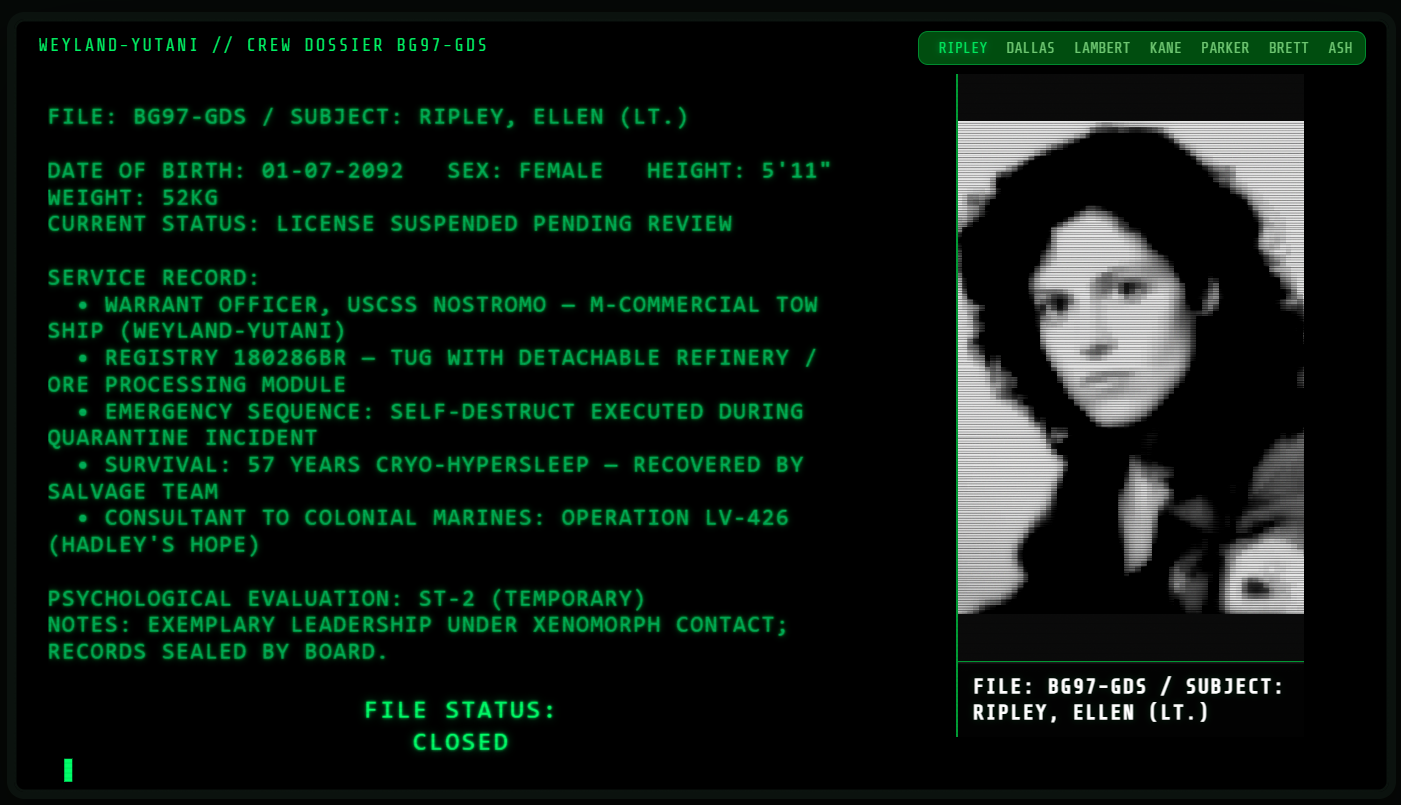 WEYLAND-YUTANI // CREW DOSSIER BG97-GDS
RIPLEY DALLAS LAMBERT KANE PARKER BRETT ASH
FILE: BG97-GDS / SUBJECT: RIPLEY, ELLEN (LT.)
DATE OF BIRTH: 01-07-2092 SEX: FEMALE HEIGHT: 5'11"
WEIGHT: 52KG
CURRENT STATUS: LICENSE SUSPENDED PENDING REVIEW
SERVICE RECORD:
• WARRANT OFFICER, USCSS NOSTROMO — M-COMMERCIAL TOW
SHIP (WEYLAND-YUTANI)
• REGISTRY 180286BR — TUG WITH DETACHABLE REFINERY /
ORE PROCESSING MODULE
• EMERGENCY SEQUENCE: SELF-DESTRUCT EXECUTED DURING
QUARANTINE INCIDENT
• SURVIVAL: 57 YEARS CRYO-HYPERSLEEP — RECOVERED BY
SALVAGE TEAM
• CONSULTANT TO COLONIAL MARINES: OPERATION LV-426
(HADLEY'S HOPE)
PSYCHOLOGICAL EVALUATION: ST-2 (TEMPORARY)
NOTES: EXEMPLARY LEADERSHIP UNDER XENOMORPH CONTACT;
RECORDS SEALED BY BOARD.
FILE STATUS:
CLOSED
FILE: BG97-GDS / SUBJECT:
RIPLEY, ELLEN (LT.)